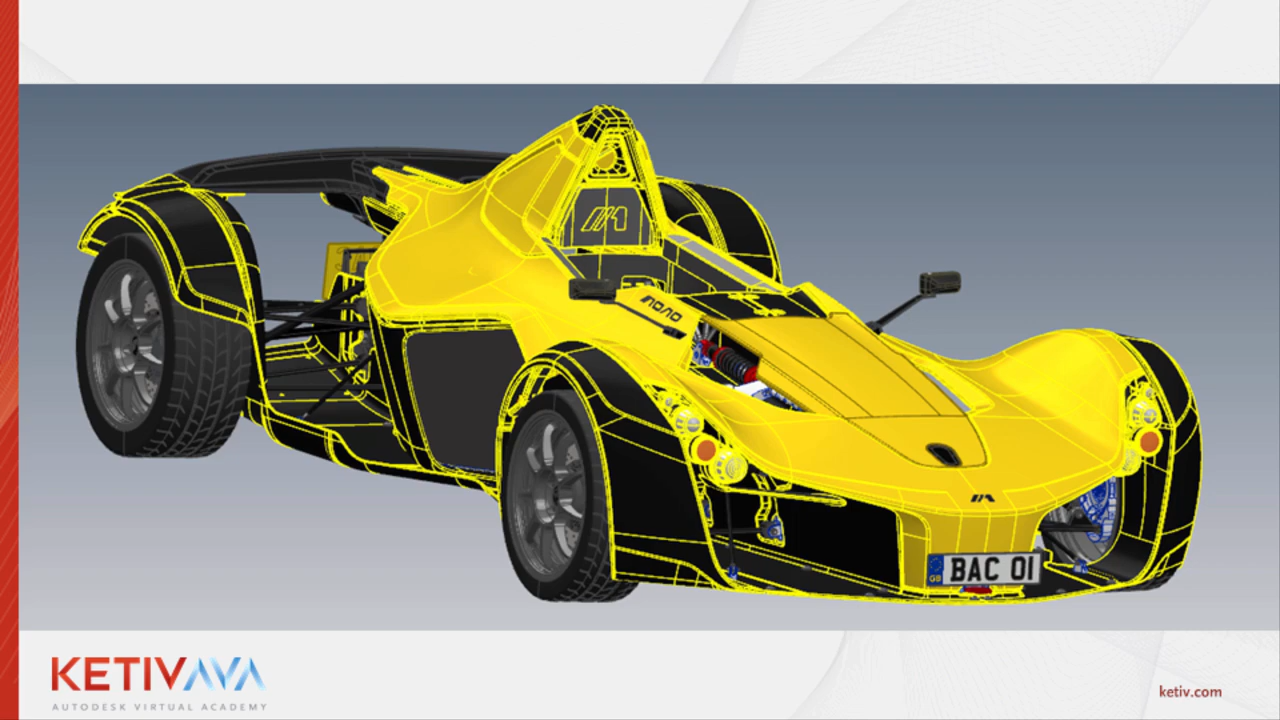 MONO
BAC 01
GB
KETIVAVA
AUTODESK VIRTUAL ACADEMY
ketiv.com